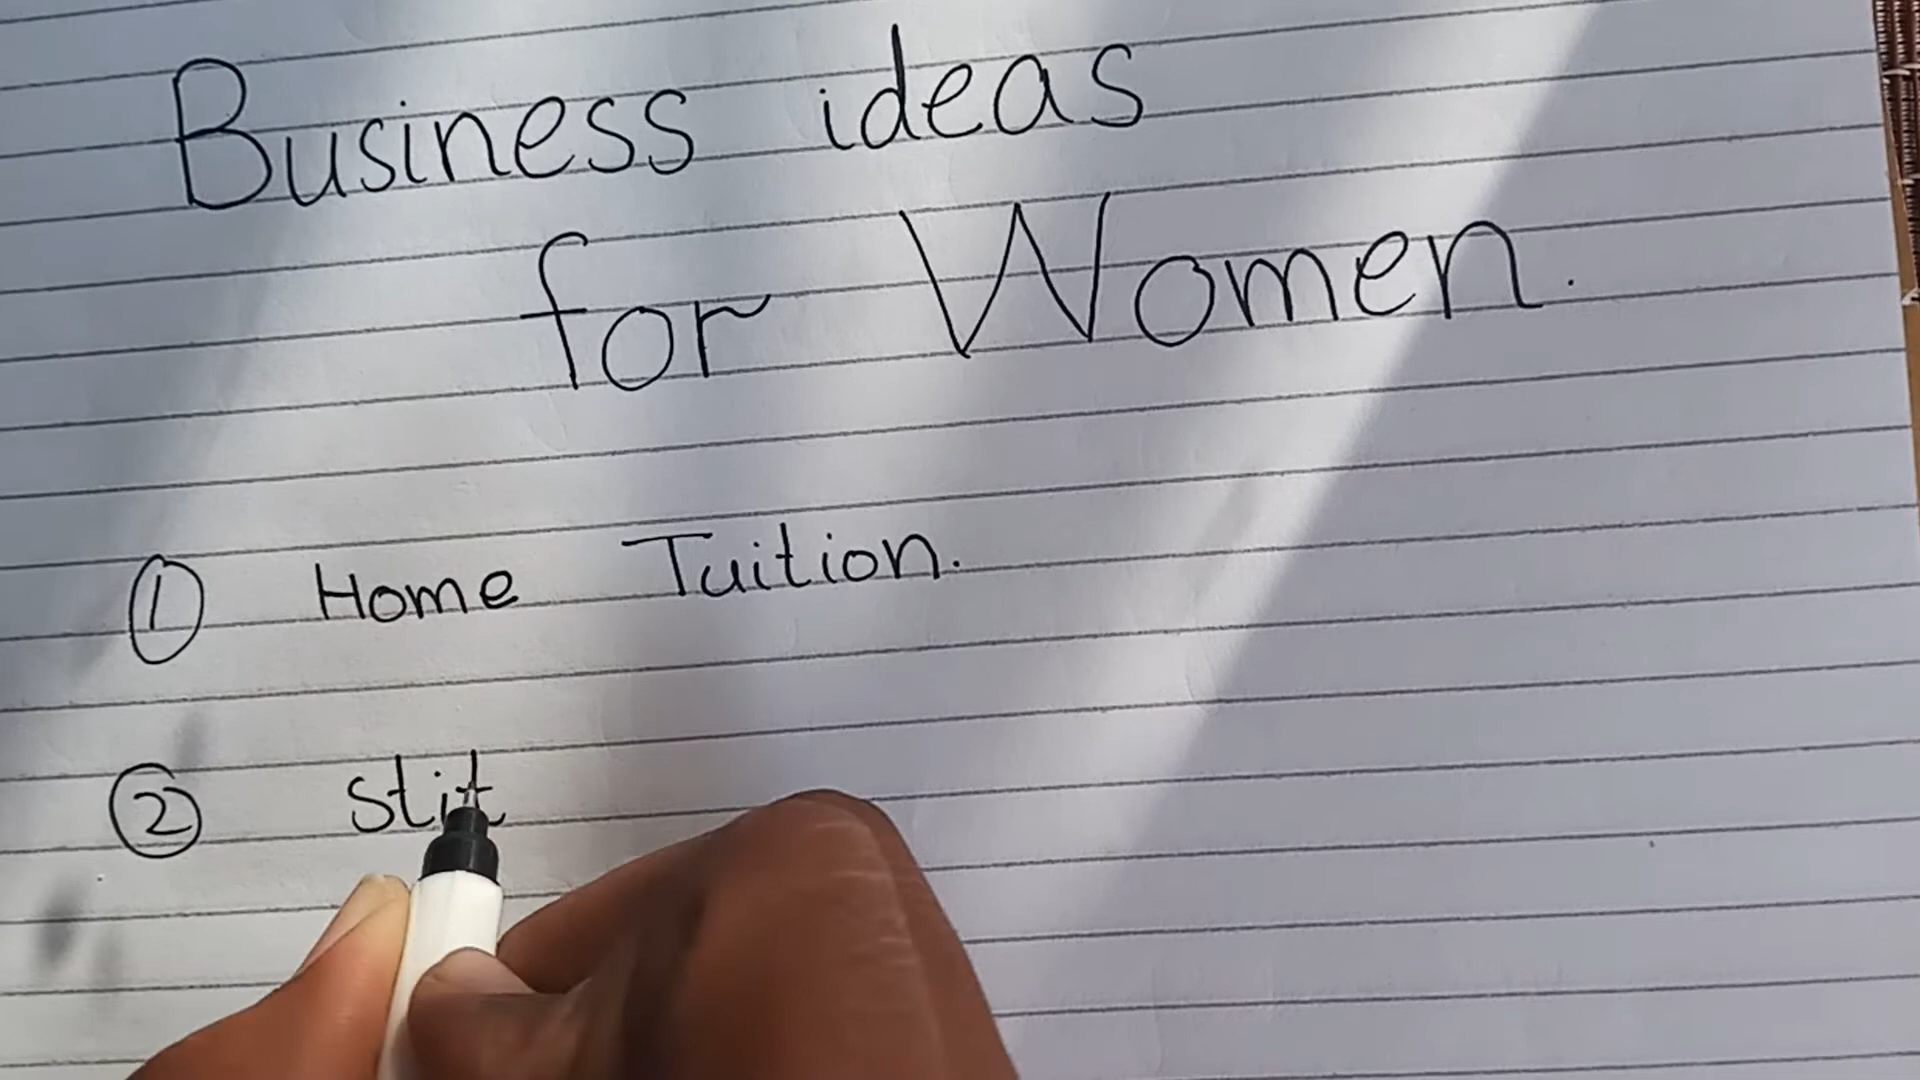 Business ideas
for Women.
① Home Tuition.
② stit